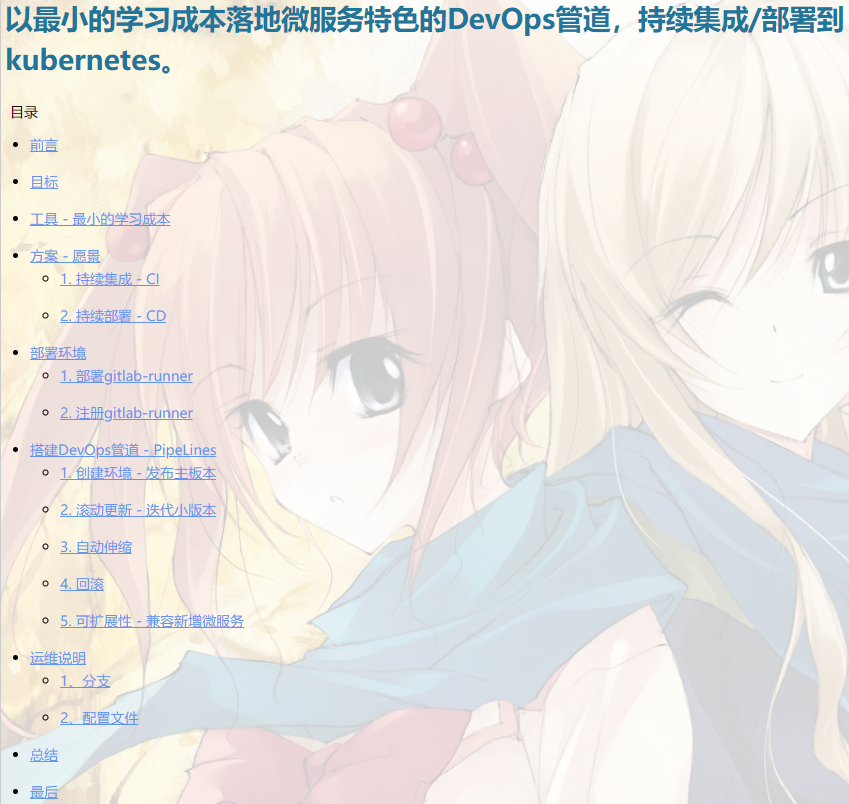 以最小的学习成本落地微服务特色的DevOps管道，持续集成/部署到
kubernetes。
目录
前言
目标
工具 - 最小的学习成本
方案 - 愿景
1. 持续集成 - CI
2. 持续部署 - CD
部署环境
1. 部署gitlab-runner
2. 注册gitlab-runner
搭建DevOps管道 - PipeLines
1. 创建环境 - 发布主板本
2. 滚动更新 - 迭代小版本
3. 自动伸缩
4. 回滚
5. 可扩展性 - 兼容新增微服务
运维说明
1、分支
2、配置文件
总结
最后